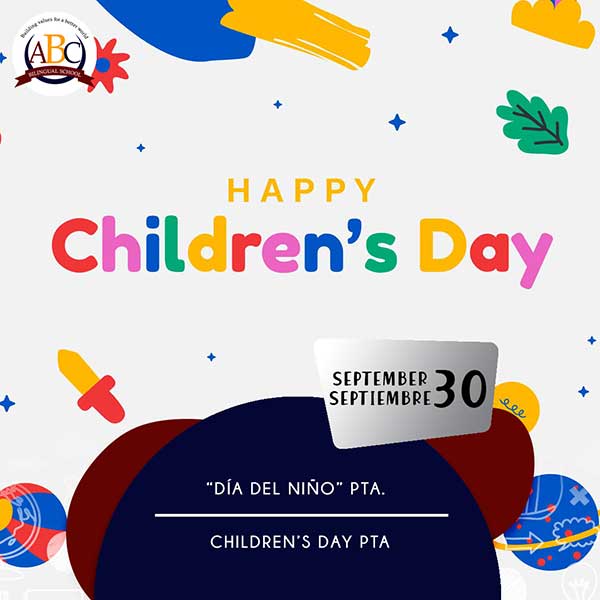 Building values for a better world
ABC
BILINGUAL SCHOOL
HAPPY
Children's Day
SEPTEMBER
SEPTIEMBRE 30
“DÍA DEL NIÑO” PTA.
CHILDREN'S DAY PTA